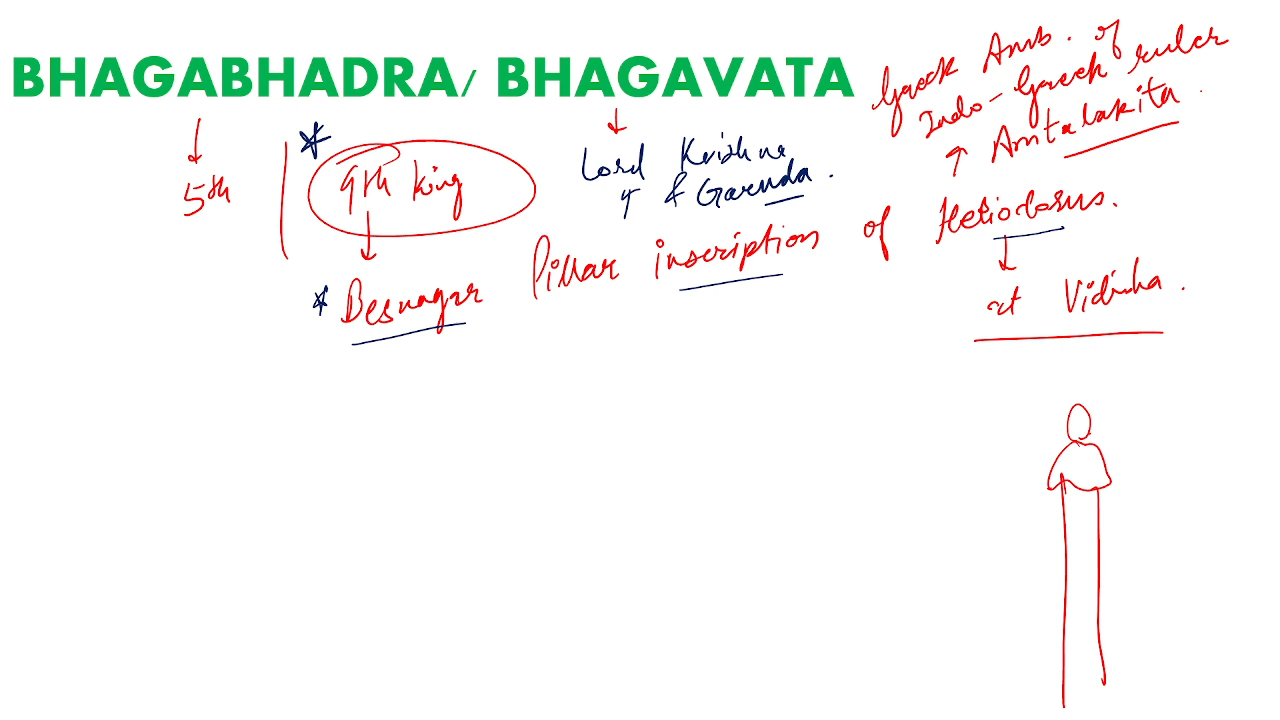 BHAGABHADRA/ BHAGAVATA
Greek Amb. of
Indo-Greek ruler
Antalakita.
5th
9th king
Lord Krishna
& Garuda.
Besnagar Pillar inscription of Heliodorus.
at Vidisha.